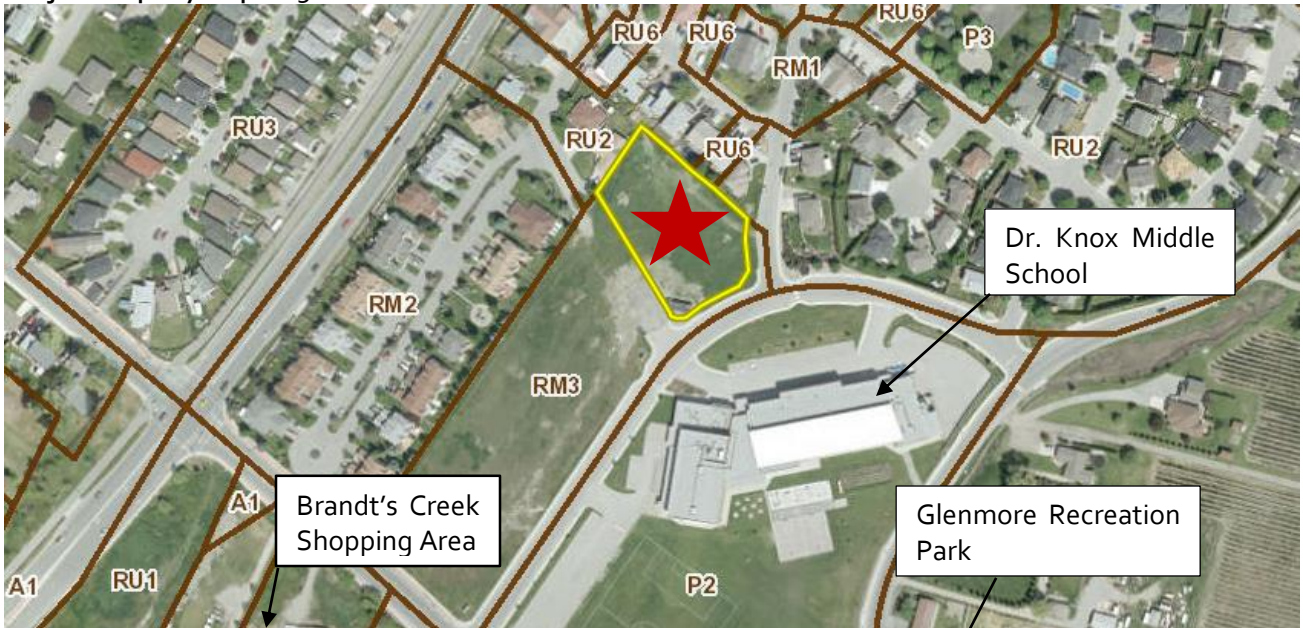 RU6
RU6
RU6
P3
RM1
RU3
RU2
RU6
RU2
Dr. Knox Middle
School
RM2
RM3
A1
Brandt's Creek
Shopping Area
Glenmore Recreation
Park
A1
RU1
P2